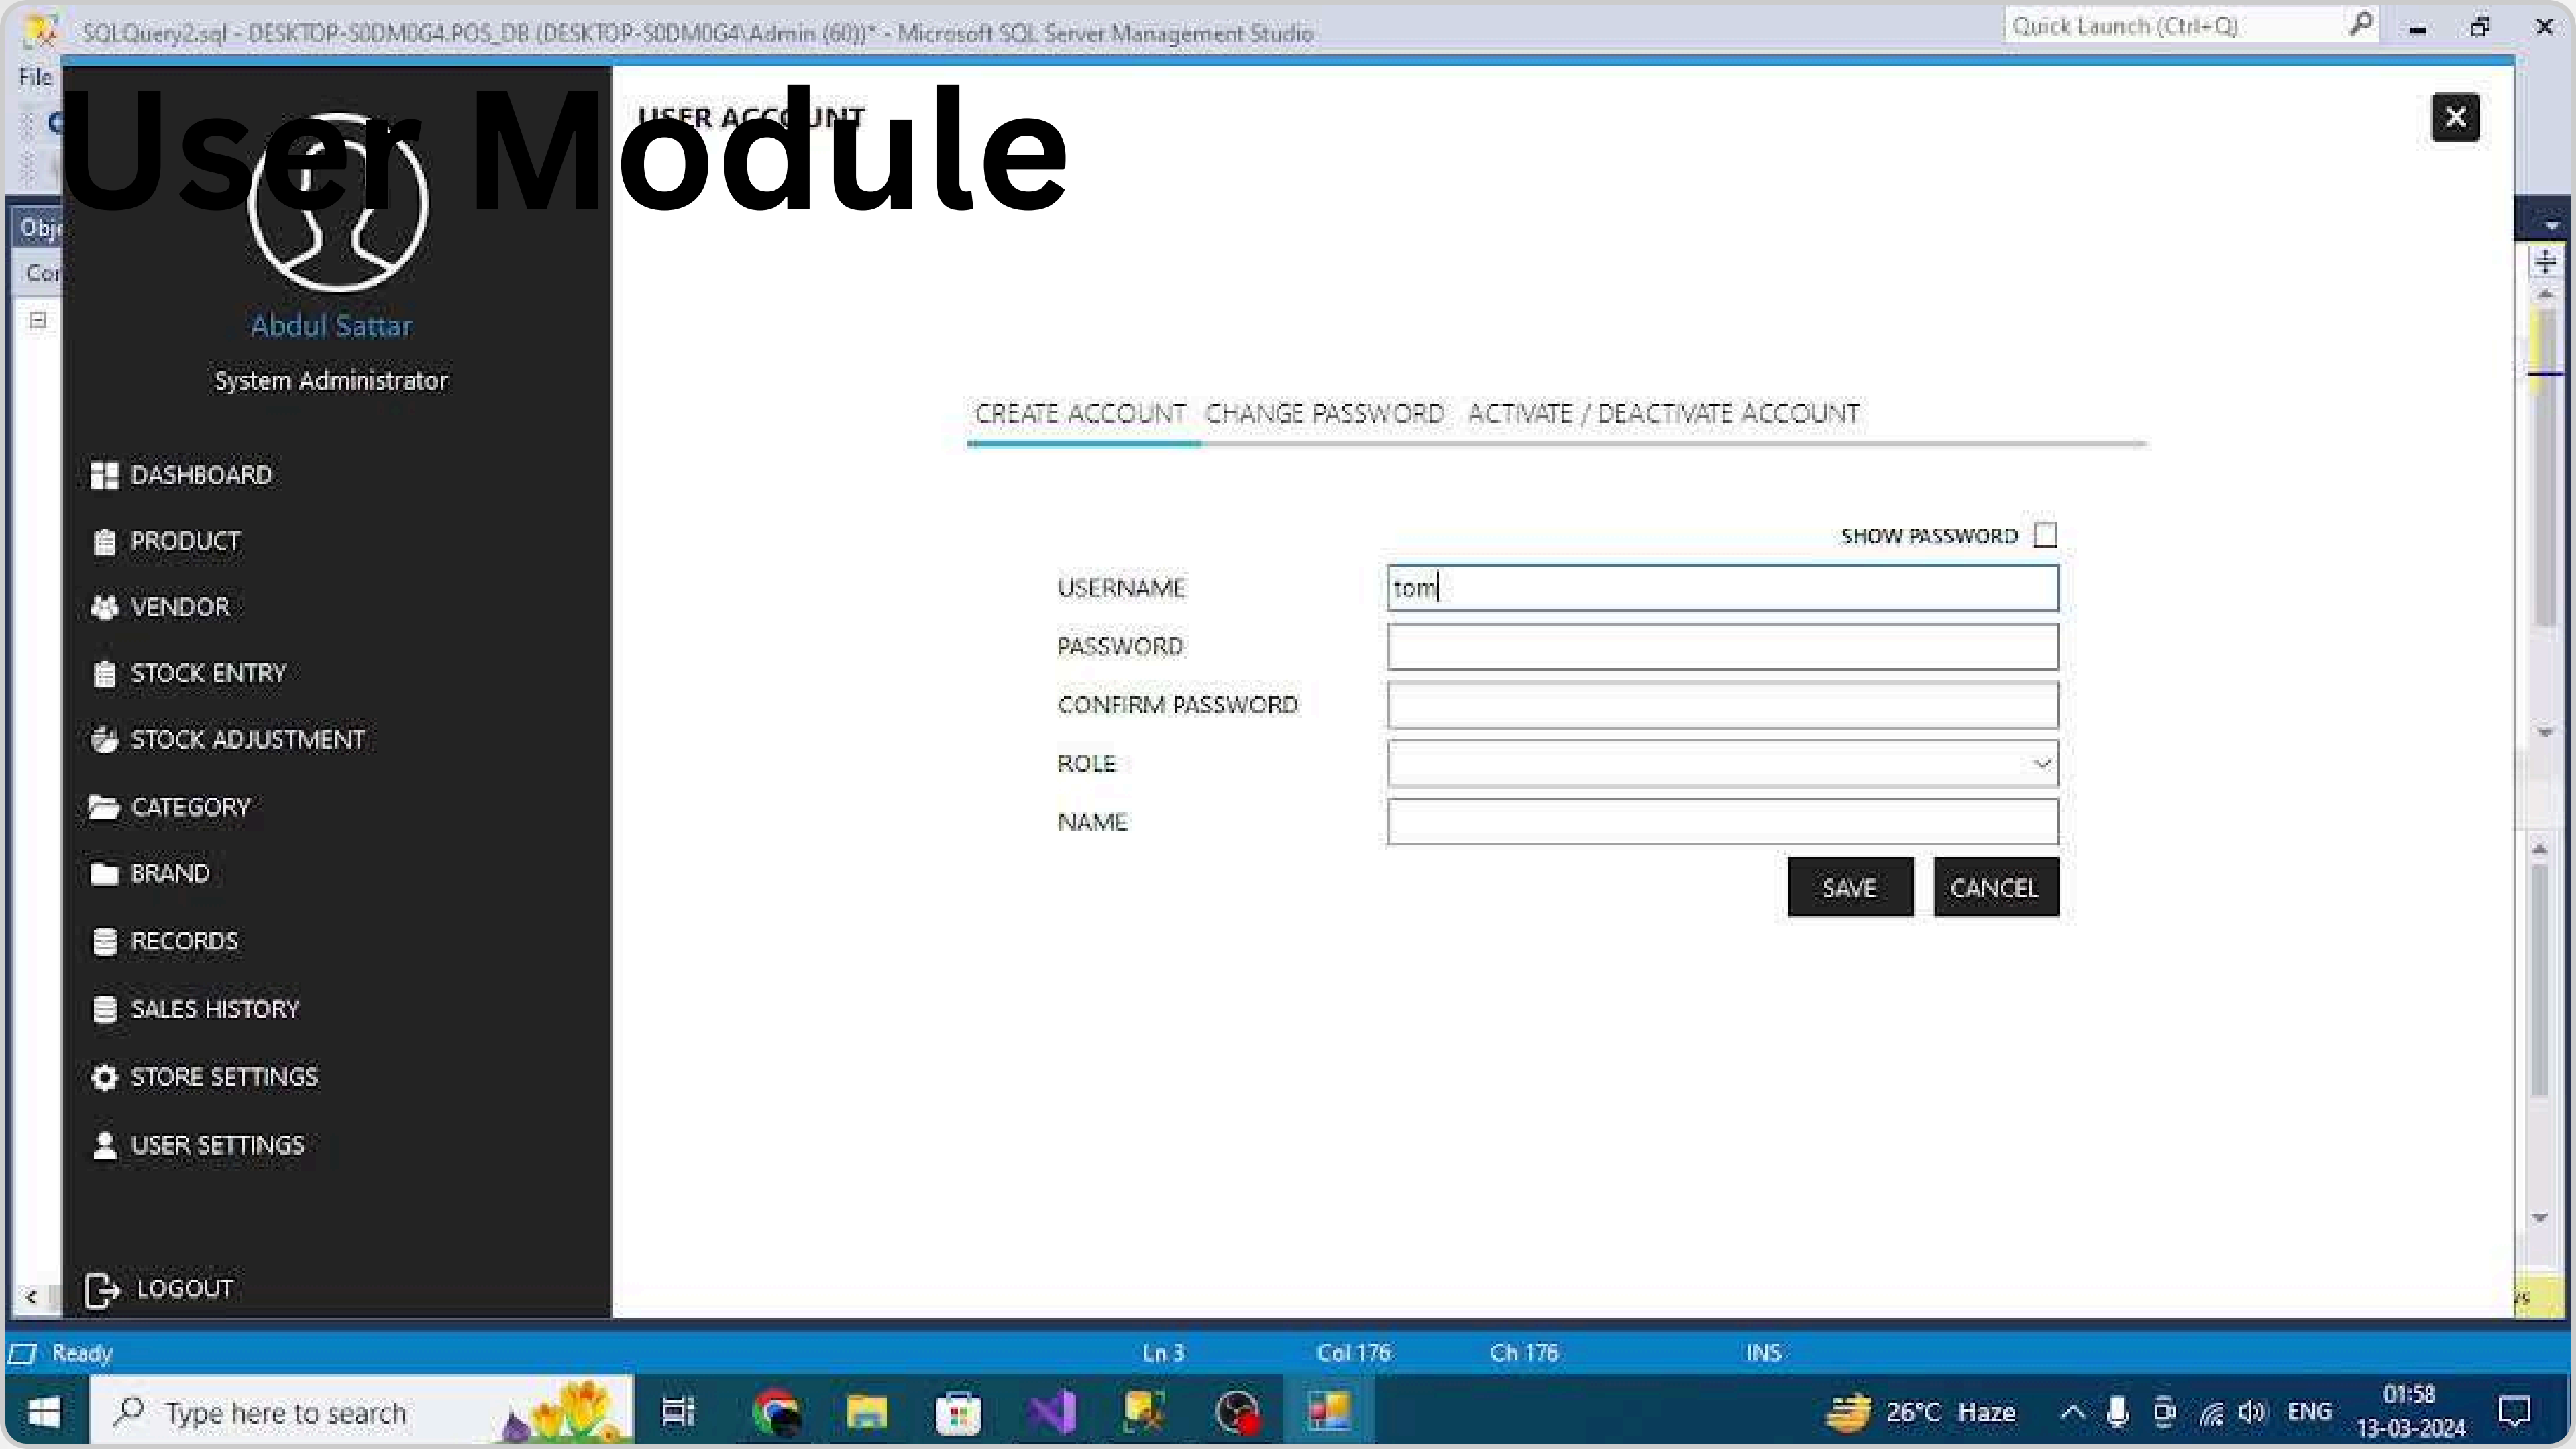 SQLQuery2.sql - DESKTOP-S0DM0G4.POS_DB (DESKTOP-S0DM0G4\Admin (60))* - Microsoft SQL Server Management Studio
Quick Launch (Ctrl+Q)
File
User Module
USER ACCOUNT
Obje
Cor
Abdul Sattar
System Administrator
CREATE ACCOUNT CHANGE PASSWORD ACTIVATE / DEACTIVATE ACCOUNT
DASHBOARD
PRODUCT
VENDOR
STOCK ENTRY
STOCK ADJUSTMENT
CATEGORY
BRAND
RECORDS
SALES HISTORY
STORE SETTINGS
USER SETTINGS
LOGOUT
SHOW PASSWORD
USERNAME tom
PASSWORD
CONFIRM PASSWORD
ROLE
NAME
SAVE CANCEL
Ready Ln 3 Col 176 Ch 176 INS
Type here to search
26°C Haze
ENG
01:58
13-03-2024